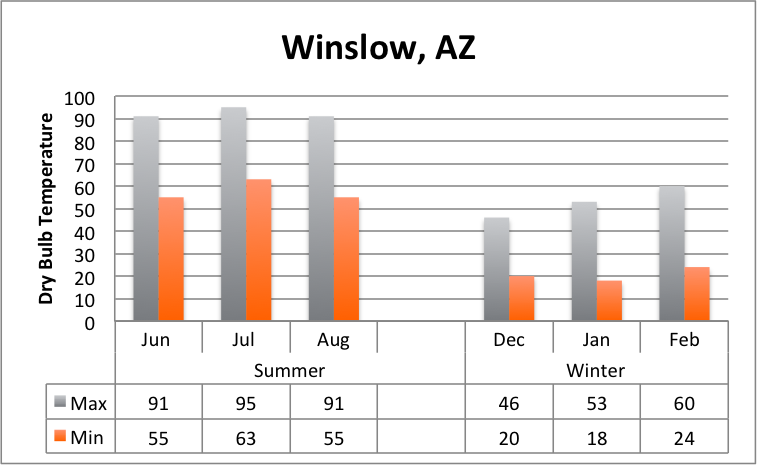 Winslow, AZ
Dry Bulb Temperature
100
90
80
70
60
50
40
30
20
10
0
Jun Jul Aug Dec Jan Feb
Summer Winter
Max 91 95 91 46 53 60
Min 55 63 55 20 18 24